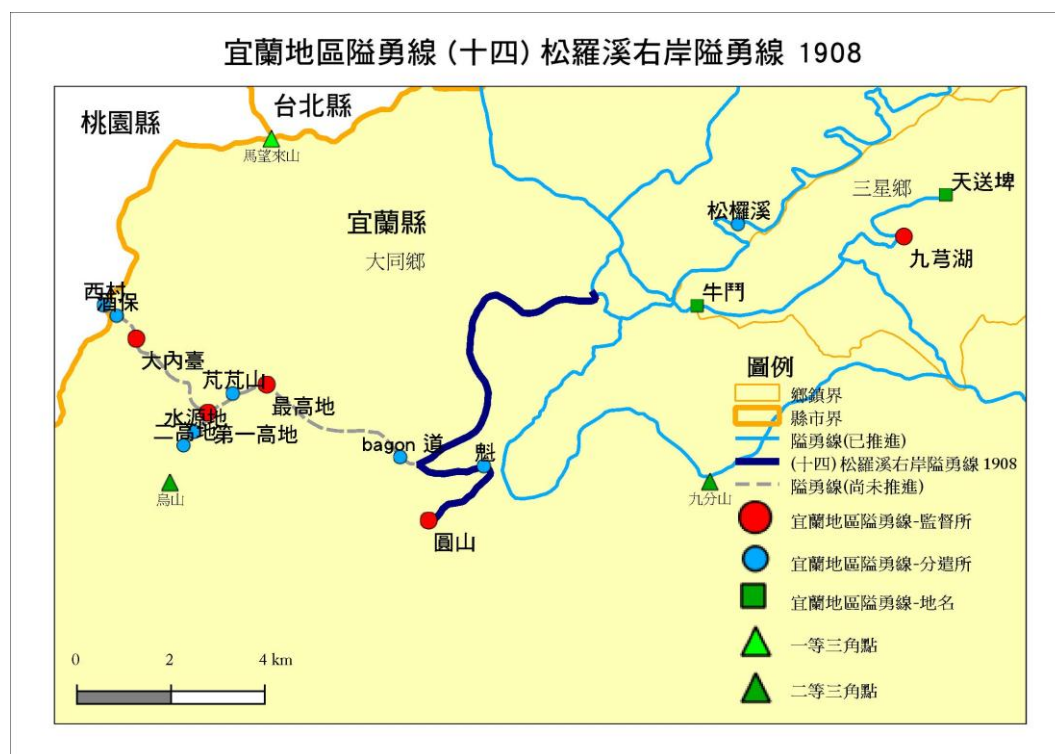 宜蘭地區隘勇線 (十四) 松羅溪右岸隘勇線 1908
桃園縣
台北縣
馬望來山
宜蘭縣
大同鄉
三星鄉
天送埤
松欏溪
九芎湖
牛鬥
西村
栖保
大內臺
芃芃山
最高地
水源地
二高地
第一高地
烏山
bagon 道
魁
圓山
九分山
圖例
鄉鎮界
縣市界
隘勇線(已推進)
(十四) 松羅溪右岸隘勇線 1908
隘勇線(尚未推進)
宜蘭地區隘勇線-監督所
宜蘭地區隘勇線-分遣所
宜蘭地區隘勇線-地名
一等三角點
二等三角點
0 2 4 km